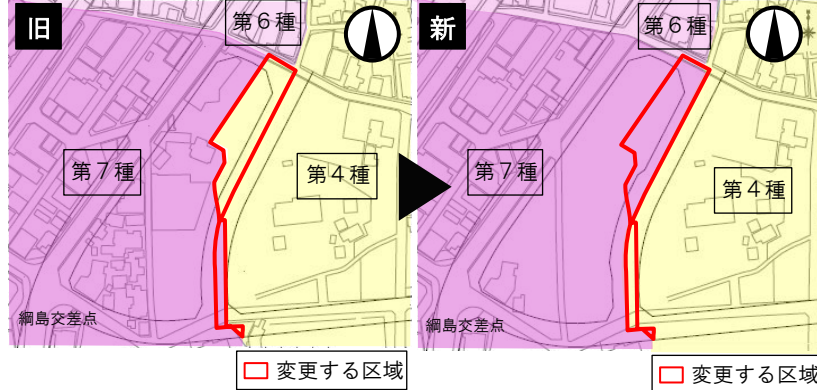 旧
第６種
第７種
第４種
綱島交差点
変更する区域
新
第６種
第７種
第４種
綱島交差点
変更する区域